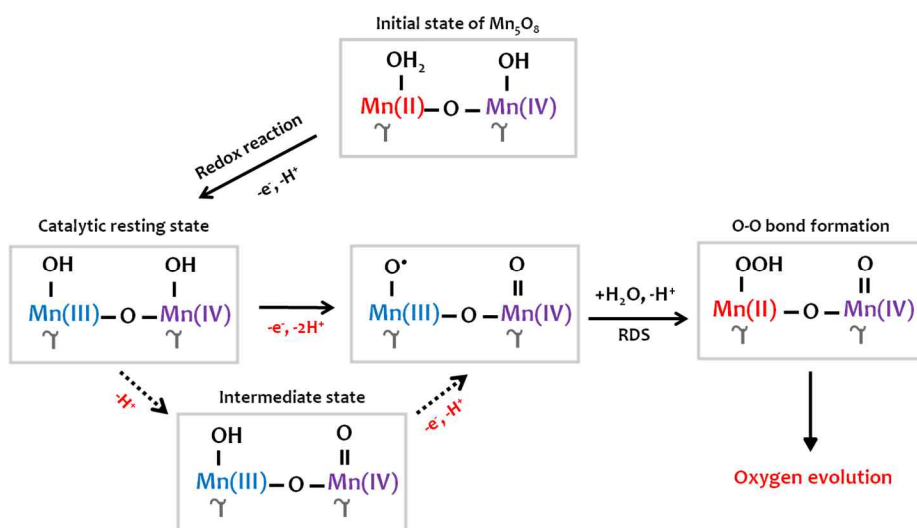 Initial state of Mn₅O₈
OH₂ OH
Mn(II) – O – Mn(IV)
Redox reaction
-e⁻, -H⁺
Catalytic resting state
OH OH
Mn(III) – O – Mn(IV)
-e⁻, -2H⁺
O• O
Mn(III) – O – Mn(IV)
+H₂O, -H⁺
RDS
O-O bond formation
OOH O
Mn(II) – O – Mn(IV)
-H⁺
Intermediate state
-e⁻, -H⁺
OH O
Mn(III) – O – Mn(IV)
Oxygen evolution